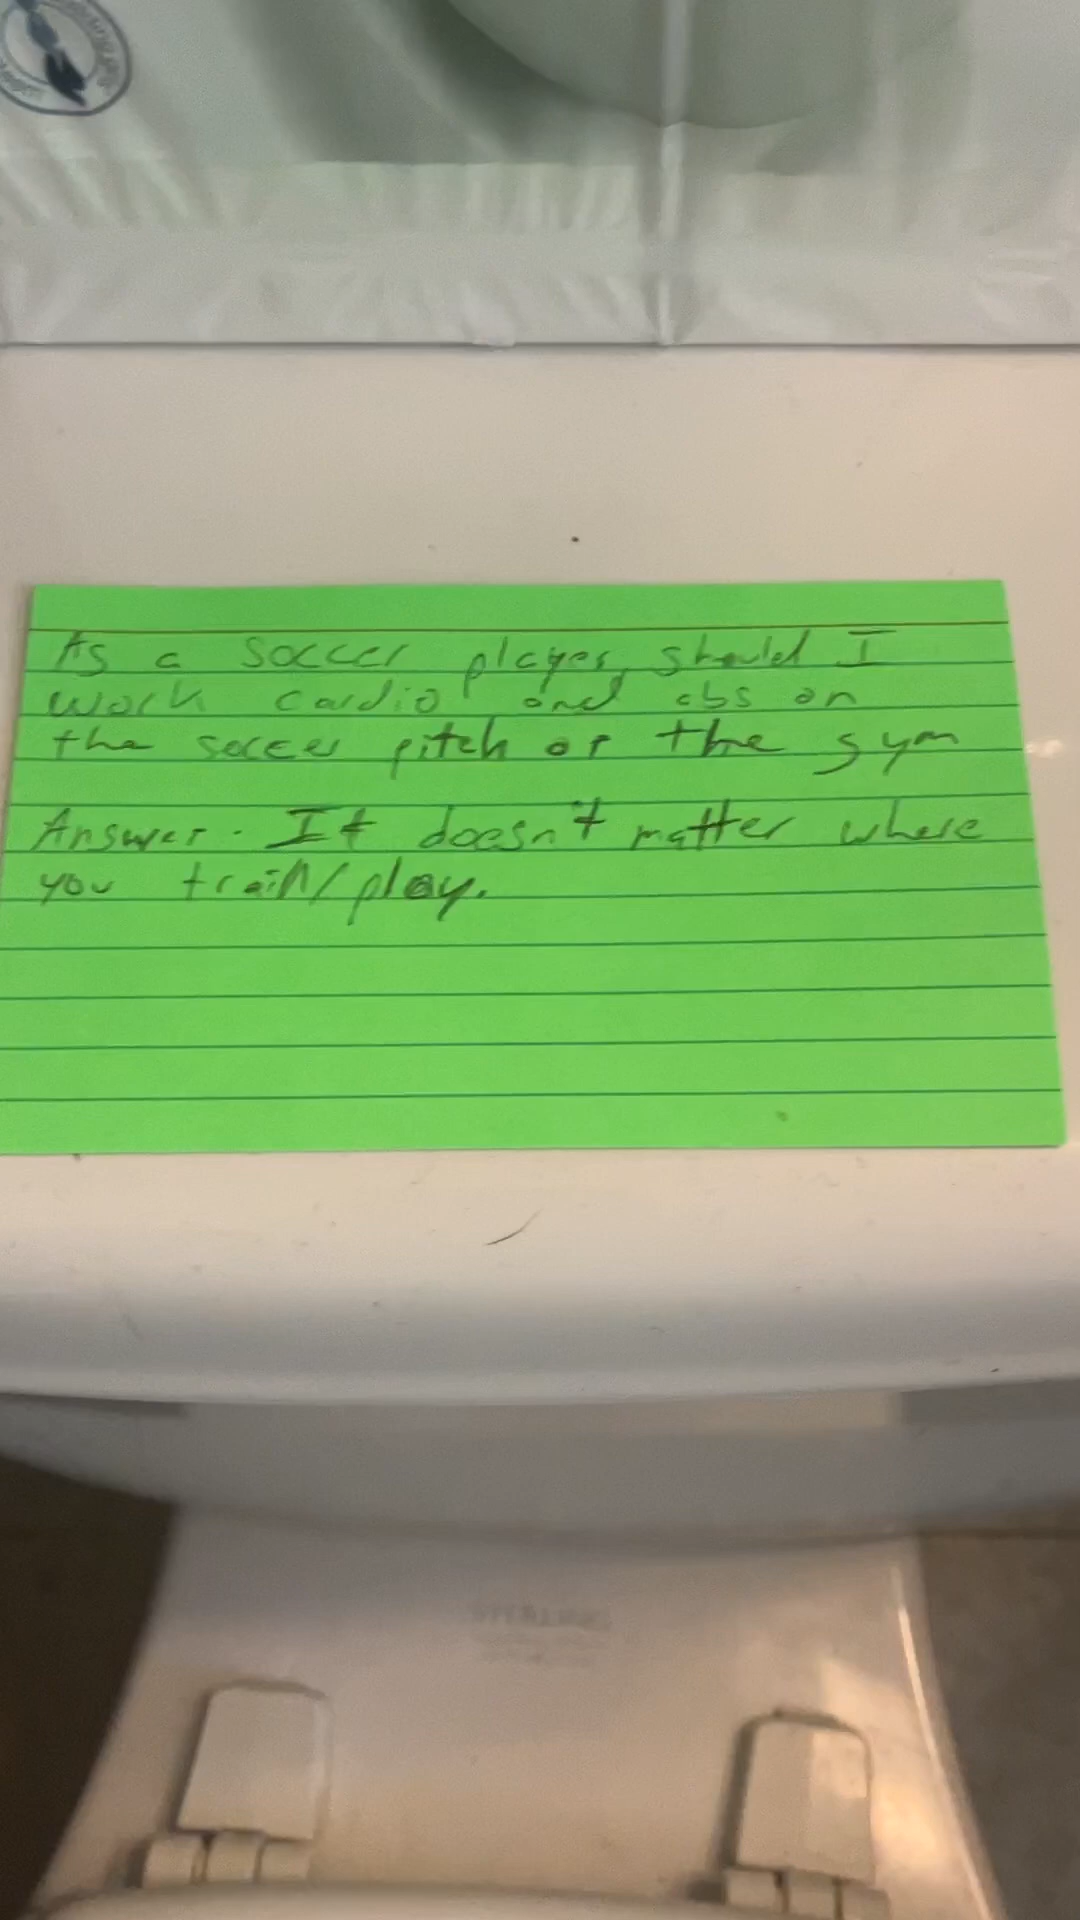 As a soccer player, should I
work cardio and abs on
the soccer pitch or the gym
Answer. It doesn't matter where
you train/play.
STERLING